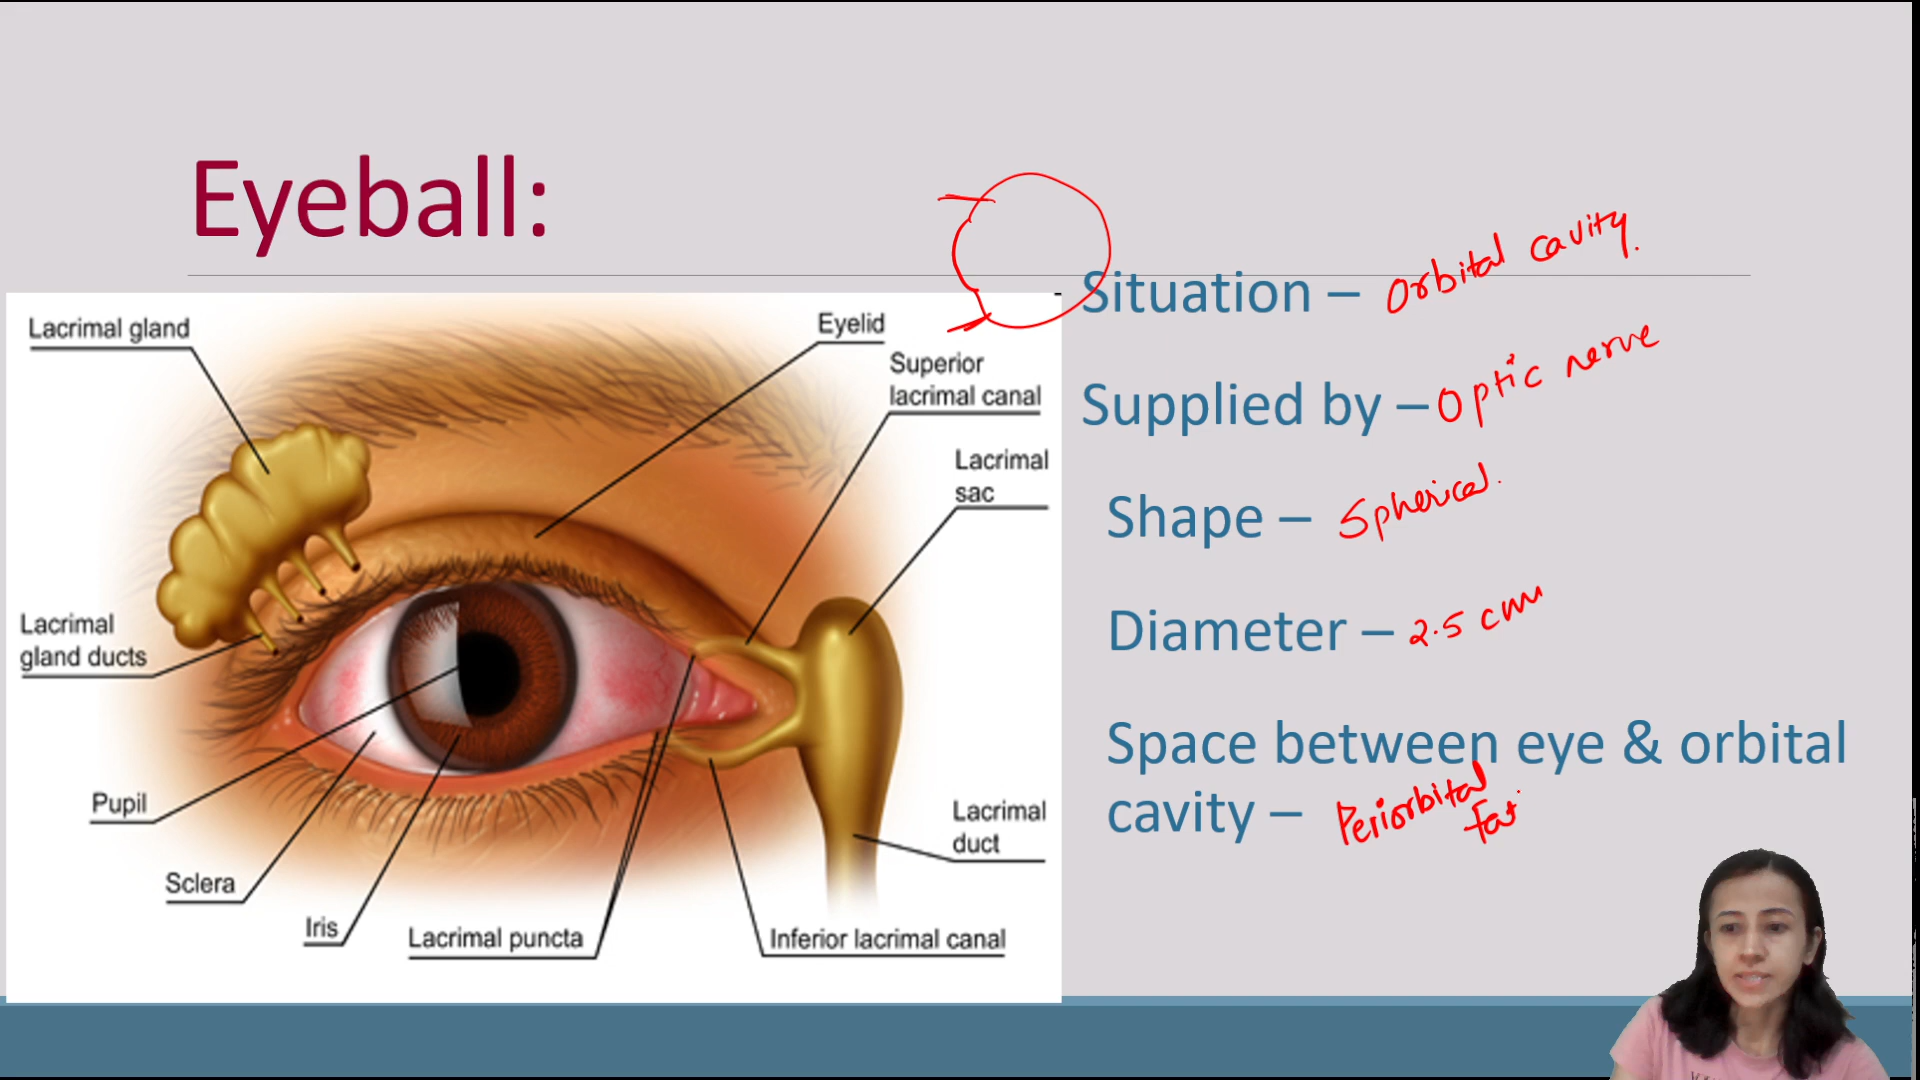 Eyeball:
Situation – Orbital cavity.
Supplied by – Optic nerve
Shape – Spherical.
Diameter – 2.5 cm
Space between eye & orbital
cavity – Periorbital
fat
Lacrimal gland
Eyelid
Superior
lacrimal canal
Lacrimal
sac
Lacrimal
gland ducts
Pupil
Sclera
Iris
Lacrimal puncta
Inferior lacrimal canal
Lacrimal
duct